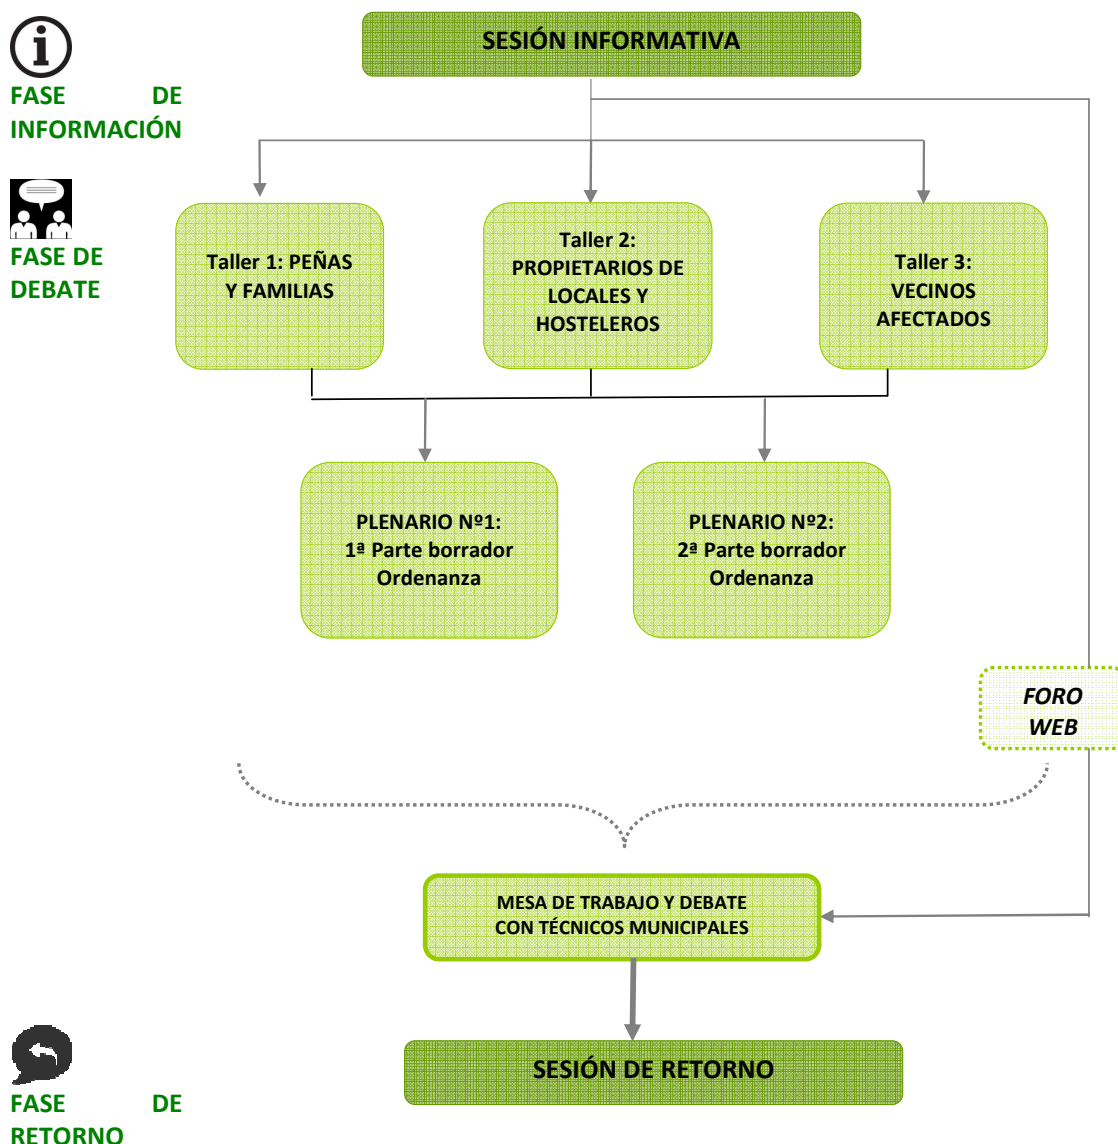 SESIÓN INFORMATIVA
FASE DE
INFORMACIÓN
FASE DE
DEBATE
Taller 1: PEÑAS
Y FAMILIAS
Taller 2:
PROPIETARIOS DE
LOCALES Y
HOSTELEROS
Taller 3:
VECINOS
AFECTADOS
PLENARIO Nº1:
1ª Parte borrador
Ordenanza
PLENARIO Nº2:
2ª Parte borrador
Ordenanza
FORO
WEB
MESA DE TRABAJO Y DEBATE
CON TÉCNICOS MUNICIPALES
SESIÓN DE RETORNO
FASE DE
RETORNO